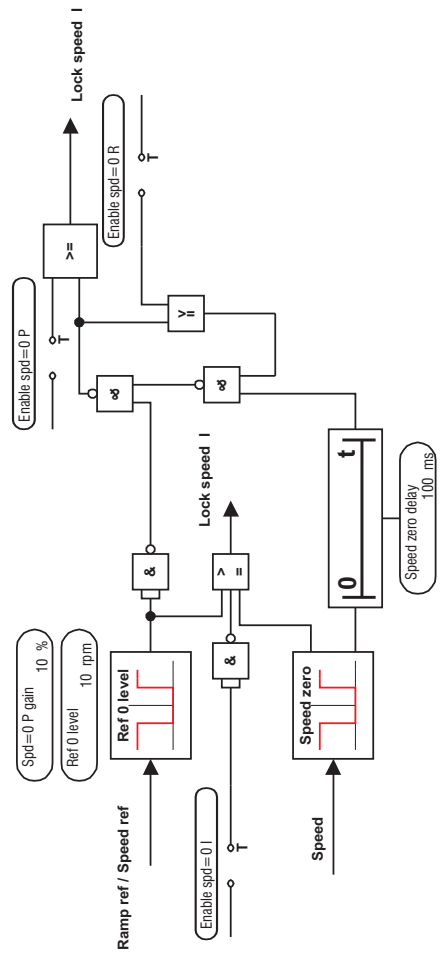 Spd=0 P gain
10 %
Enable spd=0 P
T
>=
Lock speed I
Ref 0 level
10 rpm
Enable spd=0 R
T
Ramp ref / Speed ref
Ref 0 level
&
&
>
=
Enable spd=0 I
T
&
>
=
Lock speed I
&
Speed
Speed zero
0
t
Speed zero delay
100 ms